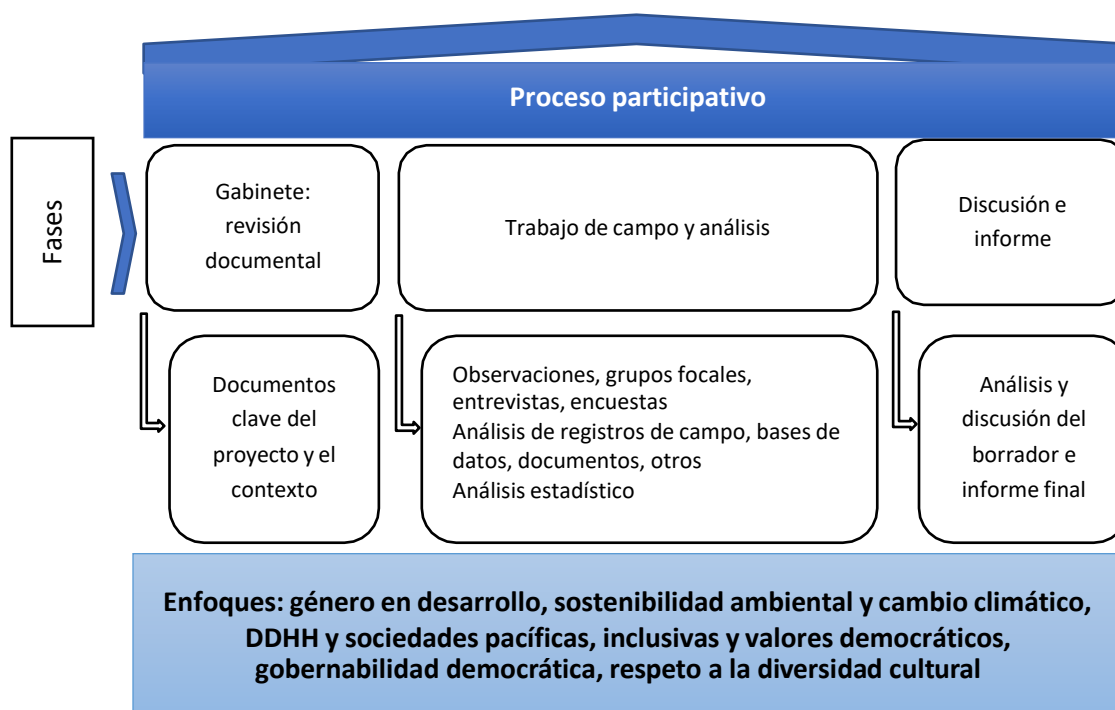 Proceso participativo
Fases
Gabinete:
revisión
documental
Trabajo de campo y análisis
Discusión e
informe
Documentos
clave del
proyecto y el
contexto
Observaciones, grupos focales,
entrevistas, encuestas
Análisis de registros de campo, bases de
datos, documentos, otros
Análisis estadístico
Análisis y
discusión del
borrador e
informe final
Enfoques: género en desarrollo, sostenibilidad ambiental y cambio climático,
DDHH y sociedades pacíficas, inclusivas y valores democráticos,
gobernabilidad democrática, respeto a la diversidad cultural